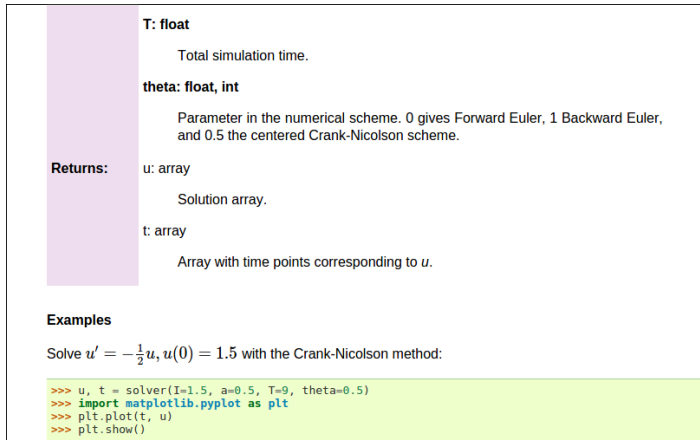 T: float
Total simulation time.
theta: float, int
Parameter in the numerical scheme. 0 gives Forward Euler, 1 Backward Euler,
and 0.5 the centered Crank-Nicolson scheme.
Returns: u: array
Solution array.
t: array
Array with time points corresponding to u.
Examples
Solve u′ = −½u, u(0) = 1.5 with the Crank-Nicolson method:
>>> u, t = solver(I=1.5, a=0.5, T=9, theta=0.5)
>>> import matplotlib.pyplot as plt
>>> plt.plot(t, u)
>>> plt.show()